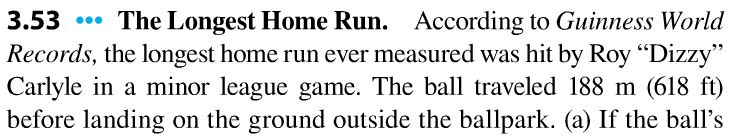 3.53 ••• The Longest Home Run. According to Guinness World
Records, the longest home run ever measured was hit by Roy “Dizzy”
Carlyle in a minor league game. The ball traveled 188 m (618 ft)
before landing on the ground outside the ballpark. (a) If the ball’s